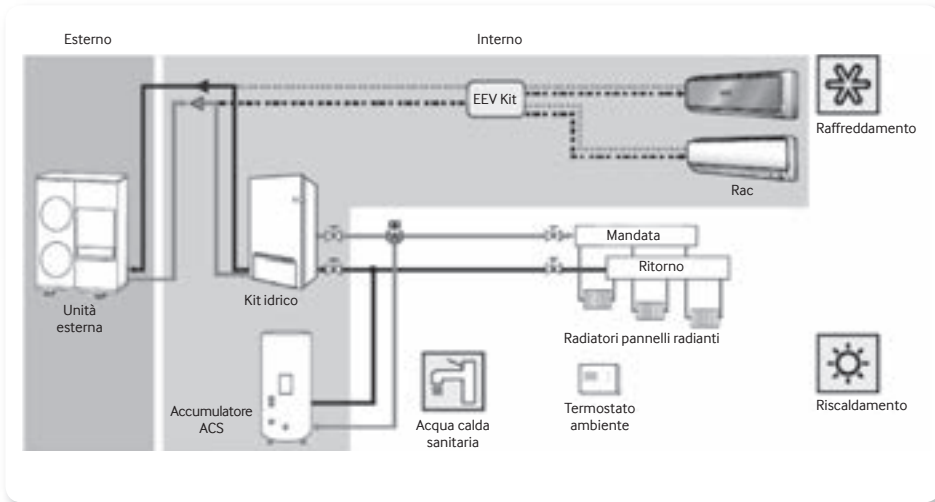 Esterno
Interno
EEV Kit
Raffreddamento
Rac
Mandata
Ritorno
Kit idrico
Unità
esterna
Radiatori pannelli radianti
Accumulatore
ACS
Acqua calda
sanitaria
Termostato
ambiente
Riscaldamento